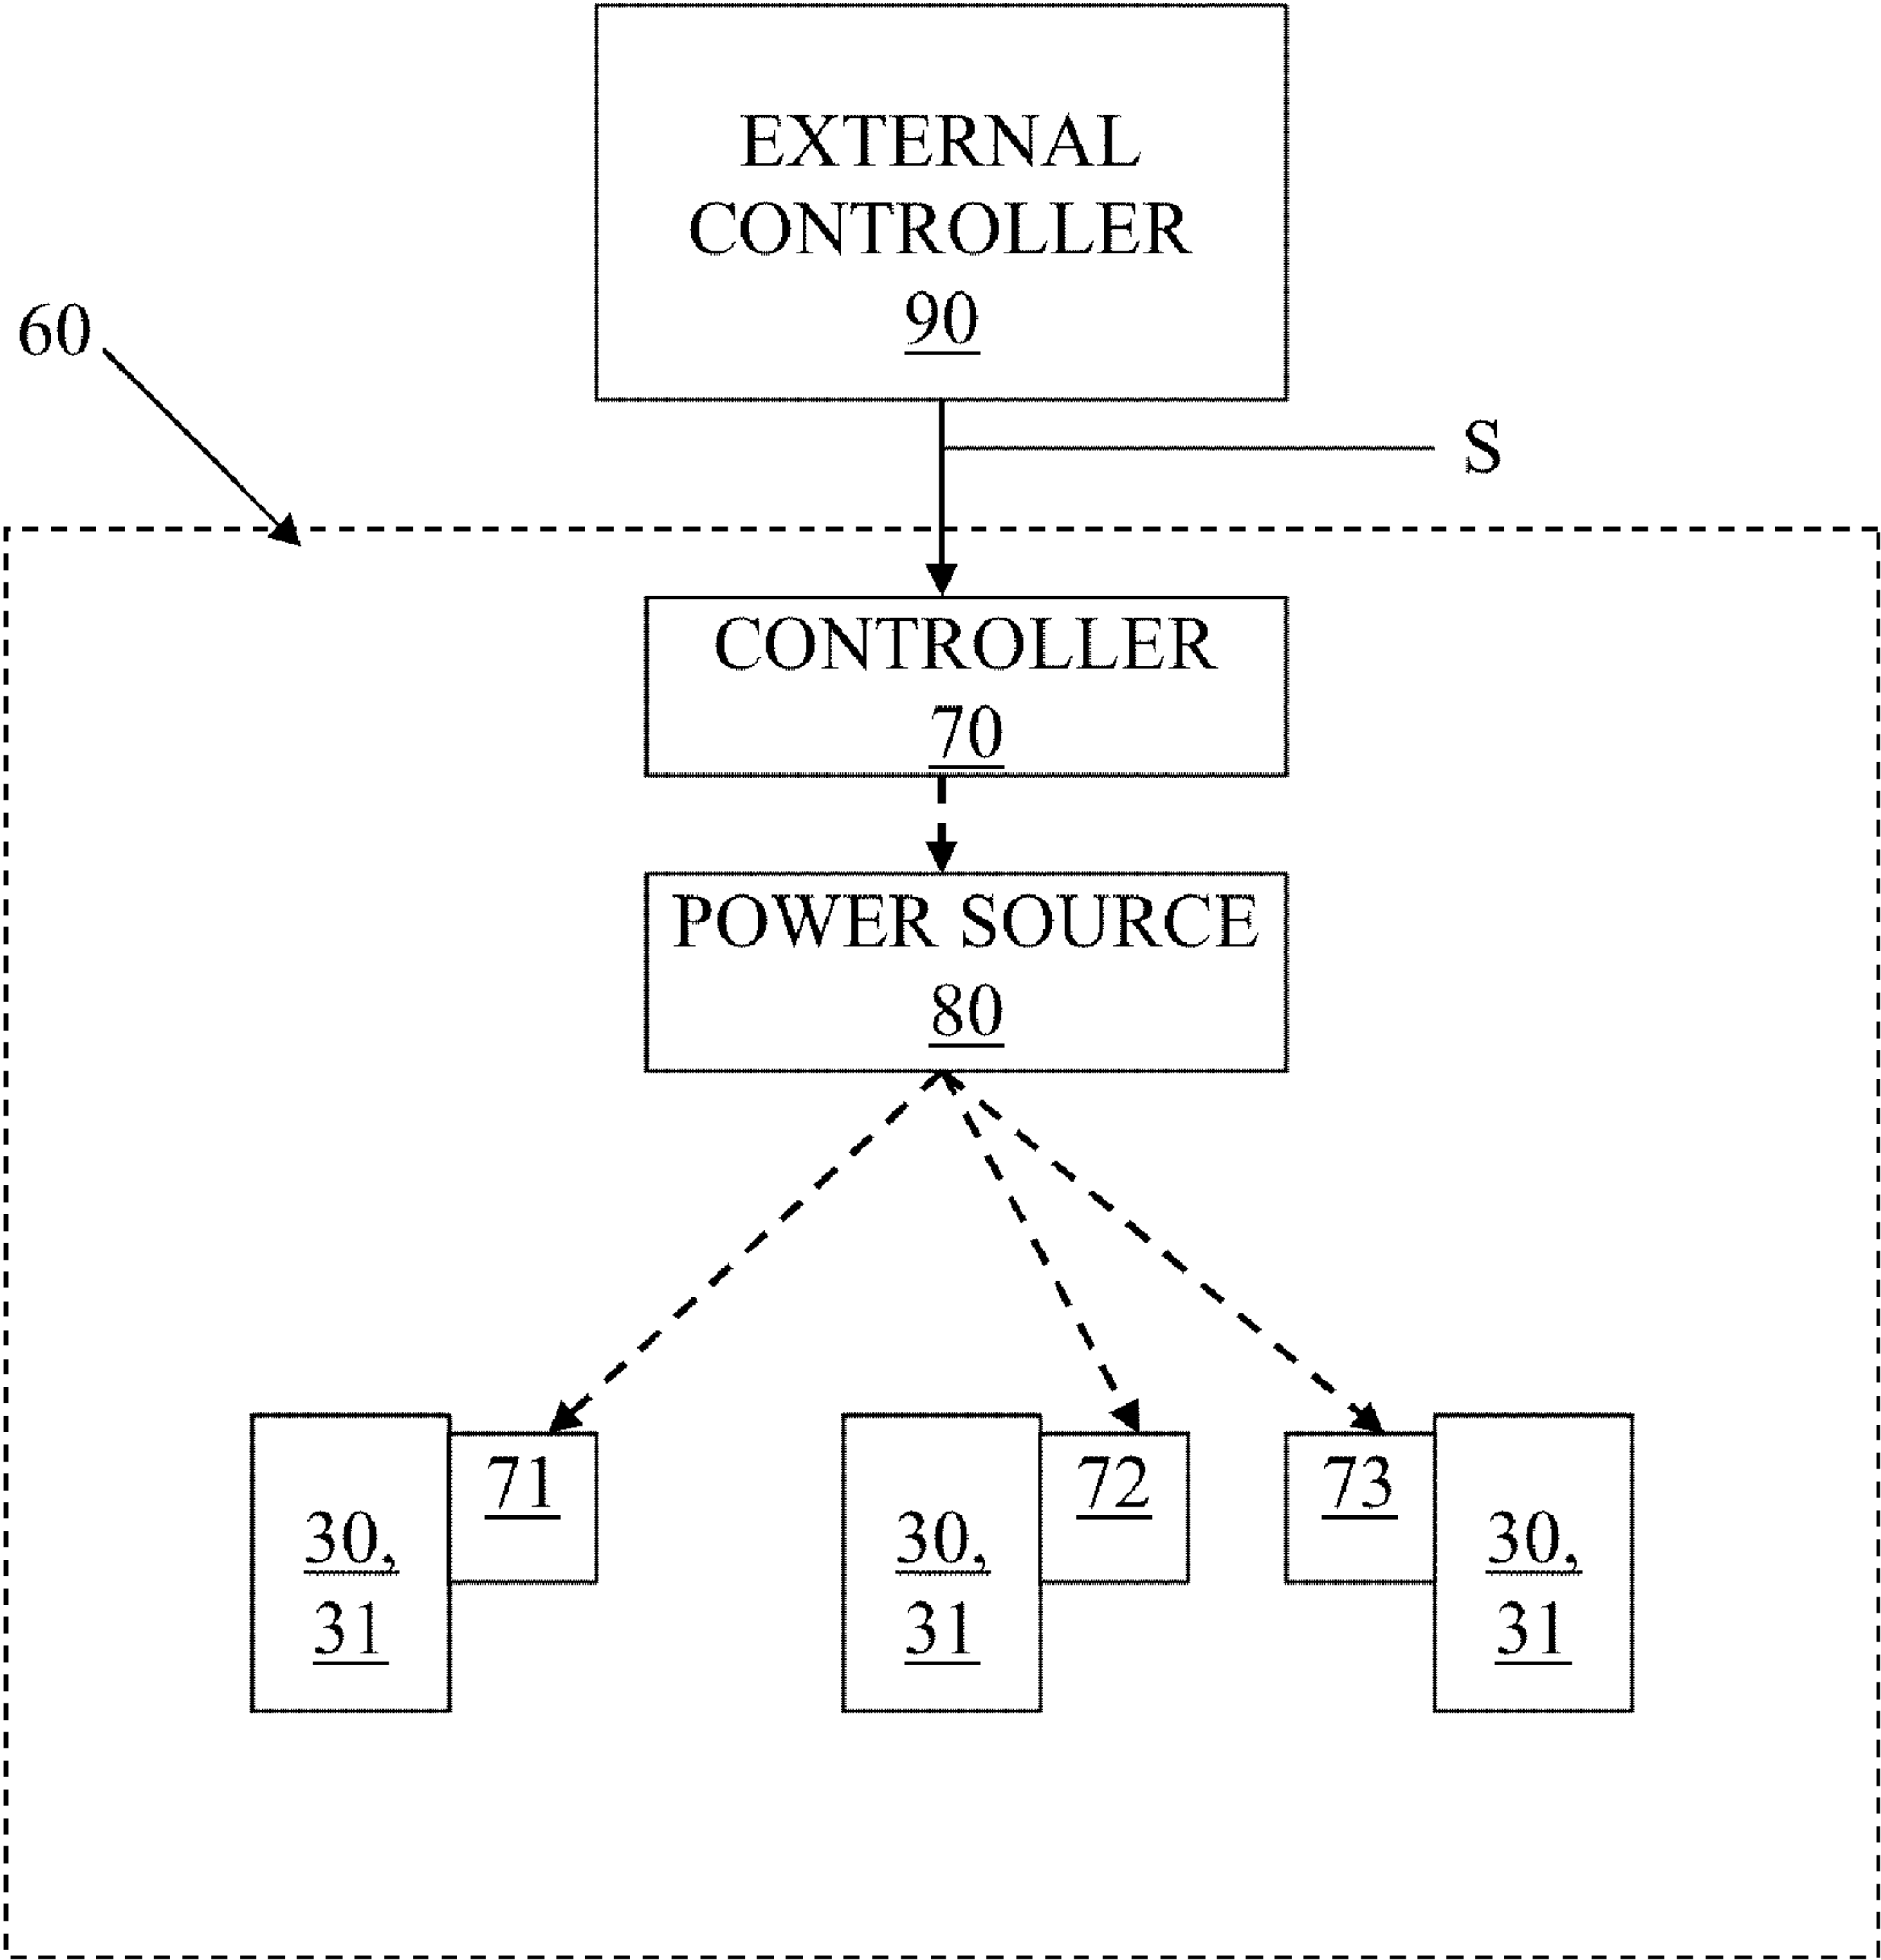 EXTERNAL
CONTROLLER
90
60
S
CONTROLLER
70
POWER SOURCE
80
71
30,
31
72
30,
31
73
30,
31